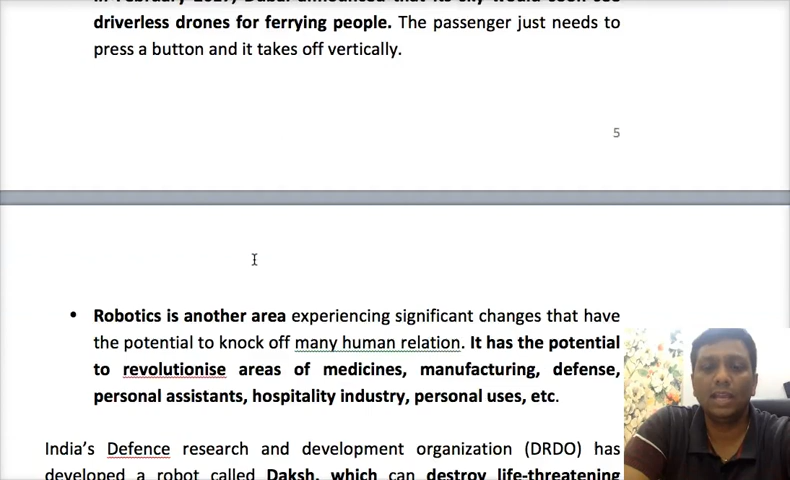 driverless drones for ferrying people. The passenger just needs to
press a button and it takes off vertically.
5
• Robotics is another area experiencing significant changes that have
the potential to knock off many human relation. It has the potential
to revolutionise areas of medicines, manufacturing, defense,
personal assistants, hospitality industry, personal uses, etc.
India's Defence research and development organization (DRDO) has
developed a robot called Daksh, which can destroy life-threatening